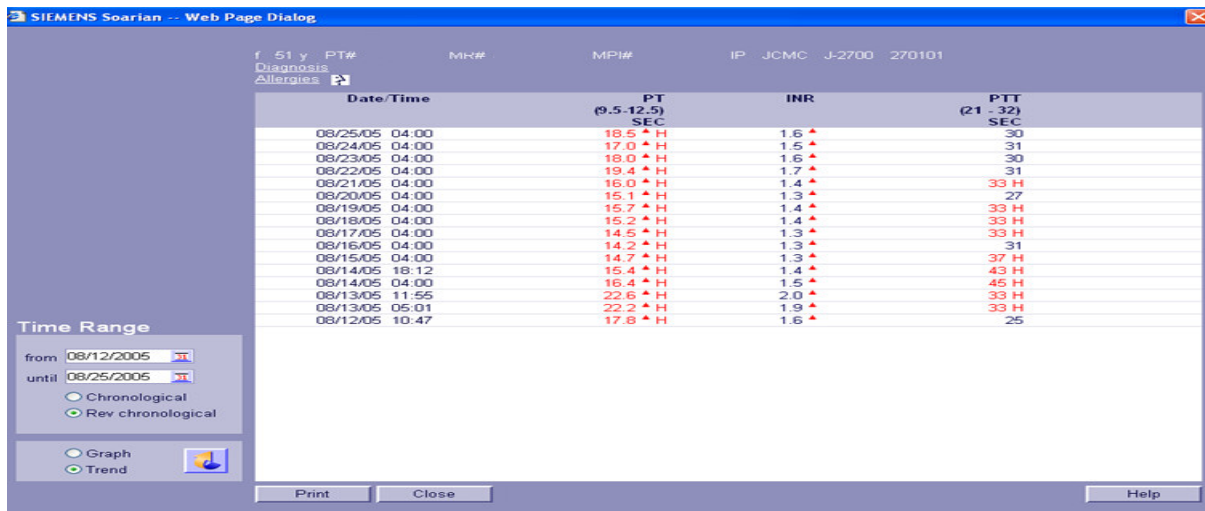 SIEMENS Soarian -- Web Page Dialog
f 51 y PT# MR# MPI# IP JCMC J-2700 270101
Diagnosis
Allergies
Date/Time PT INR PTT
(9.5-12.5) (21 - 32)
SEC SEC
08/25/05 04:00 18.5 ▲ H 1.6 ▲ 30
08/24/05 04:00 17.0 ▲ H 1.5 ▲ 31
08/23/05 04:00 18.0 ▲ H 1.6 ▲ 30
08/22/05 04:00 19.4 ▲ H 1.7 ▲ 31
08/21/05 04:00 16.0 ▲ H 1.4 ▲ 33 H
08/20/05 04:00 15.1 ▲ H 1.3 ▲ 27
08/19/05 04:00 15.7 ▲ H 1.4 ▲ 33 H
08/18/05 04:00 15.2 ▲ H 1.4 ▲ 33 H
08/17/05 04:00 14.5 ▲ H 1.3 ▲ 33 H
08/16/05 04:00 14.2 ▲ H 1.3 ▲ 31
08/15/05 04:00 14.7 ▲ H 1.3 ▲ 37 H
08/14/05 18:12 15.4 ▲ H 1.4 ▲ 43 H
08/14/05 04:00 16.4 ▲ H 1.5 ▲ 45 H
08/13/05 11:55 22.6 ▲ H 2.0 ▲ 33 H
08/13/05 05:01 22.2 ▲ H 1.9 ▲ 33 H
08/12/05 10:47 17.8 ▲ H 1.6 ▲ 25
Time Range
from 08/12/2005 31
until 08/25/2005 31
Chronological
Rev chronological
Graph
Trend
Print Close Help